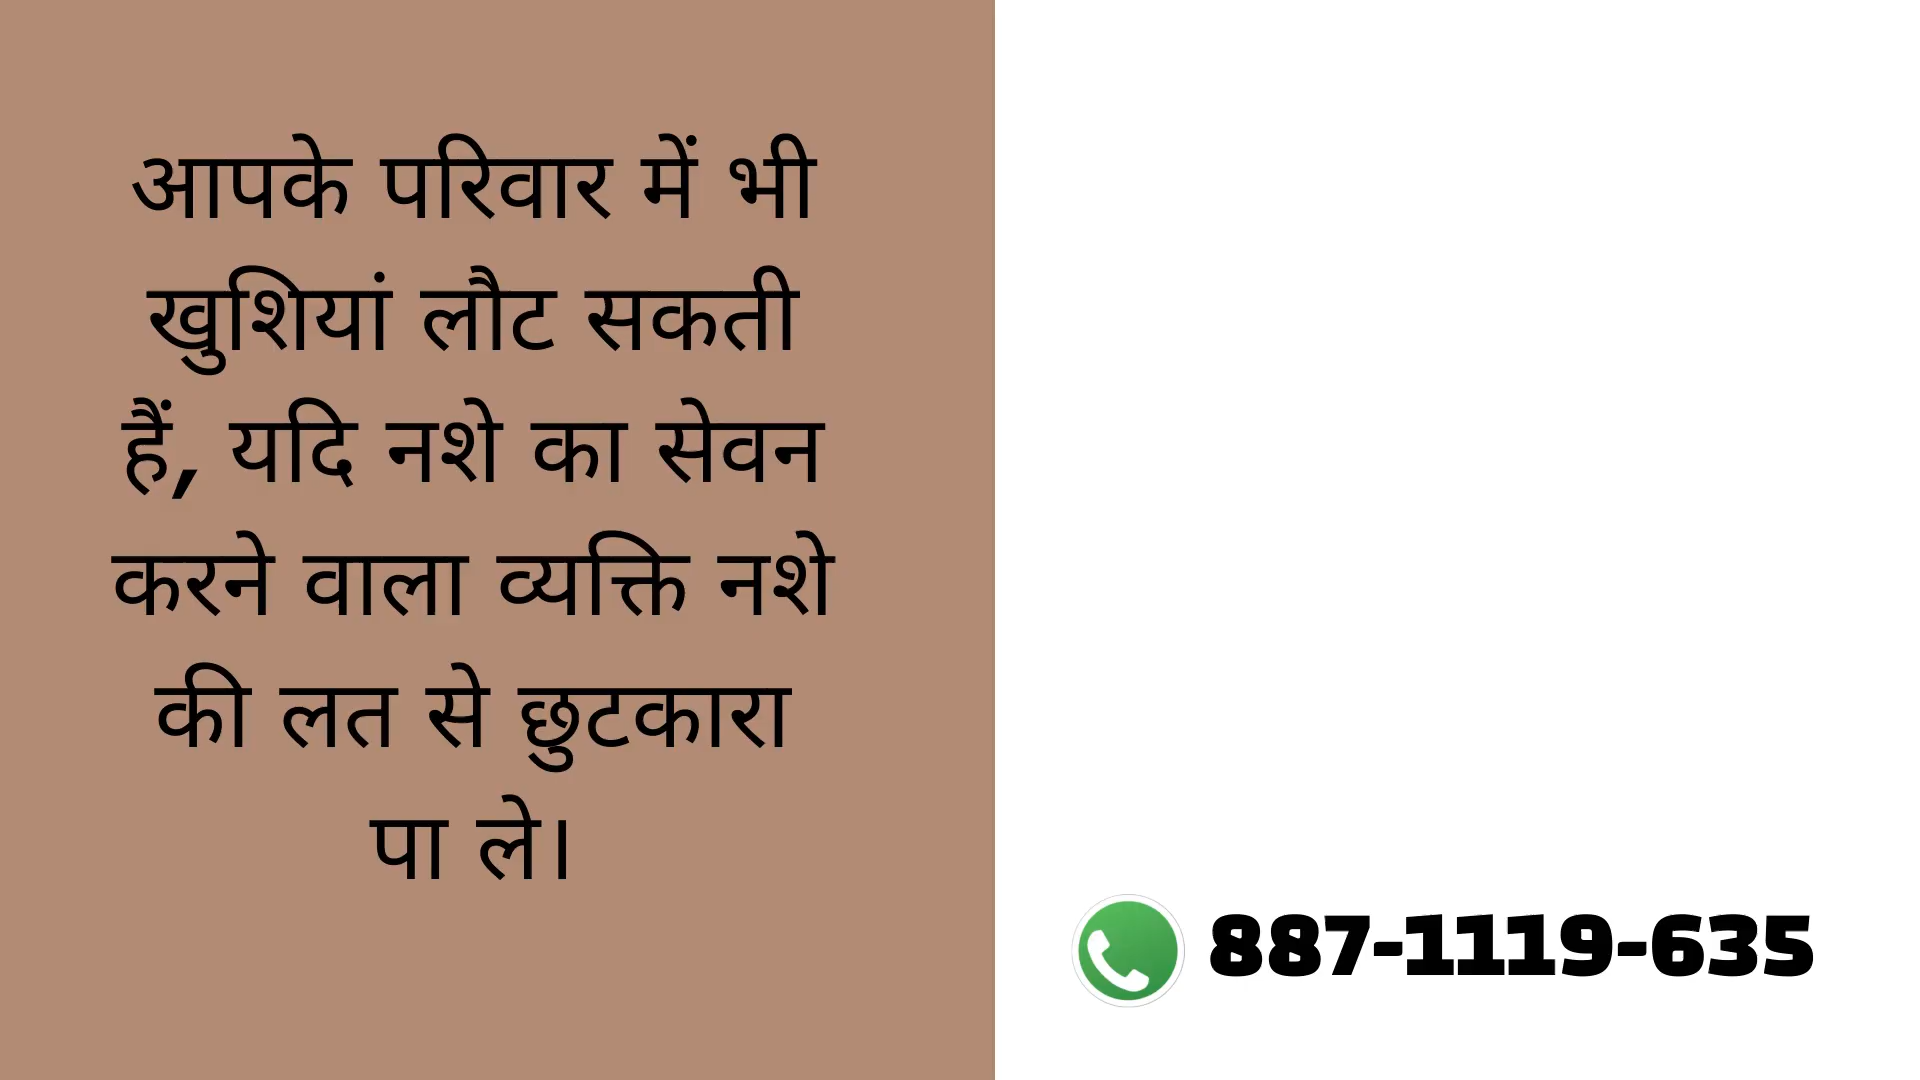 आपके परिवार में भी
खुशियां लौट सकती
हैं, यदि नशे का सेवन
करने वाला व्यक्ति नशे
की लत से छुटकारा
पा ले।
887-1119-635